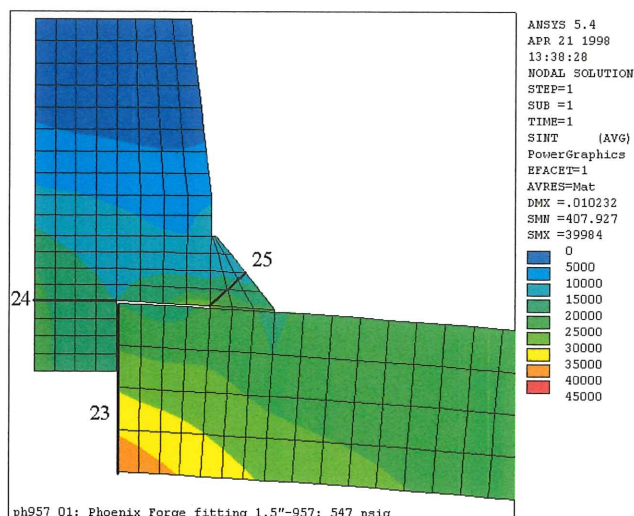 ANSYS 5.4
APR 21 1998
13:38:28
NODAL SOLUTION
STEP=1
SUB =1
TIME=1
SINT (AVG)
PowerGraphics
EFACET=1
AVRES=Mat
DMX =.010232
SMN =407.927
SMX =39984
0
5000
10000
15000
20000
25000
30000
35000
40000
45000
25
24
23
ph957 01: Phoenix Forge fitting 1.5"-957; 547 psig